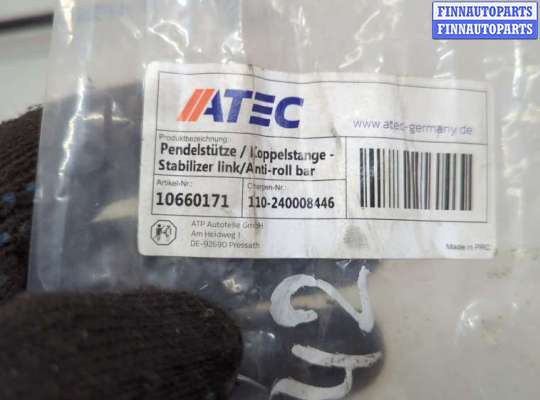 FINNAUTOPARTS
FINNAUTOPARTS
ATEC
www.atec-germany.de
Produktbezeichnung:
Pendelstütze / Koppelstange -
Stabilizer link/Anti-roll bar
Artikel-Nr.:
Chargen-Nr.:
10660171
110-240008446
ATP Autoteile GmbH
Am Heidweg 1
DE-92690 Pressath
Made in PRC